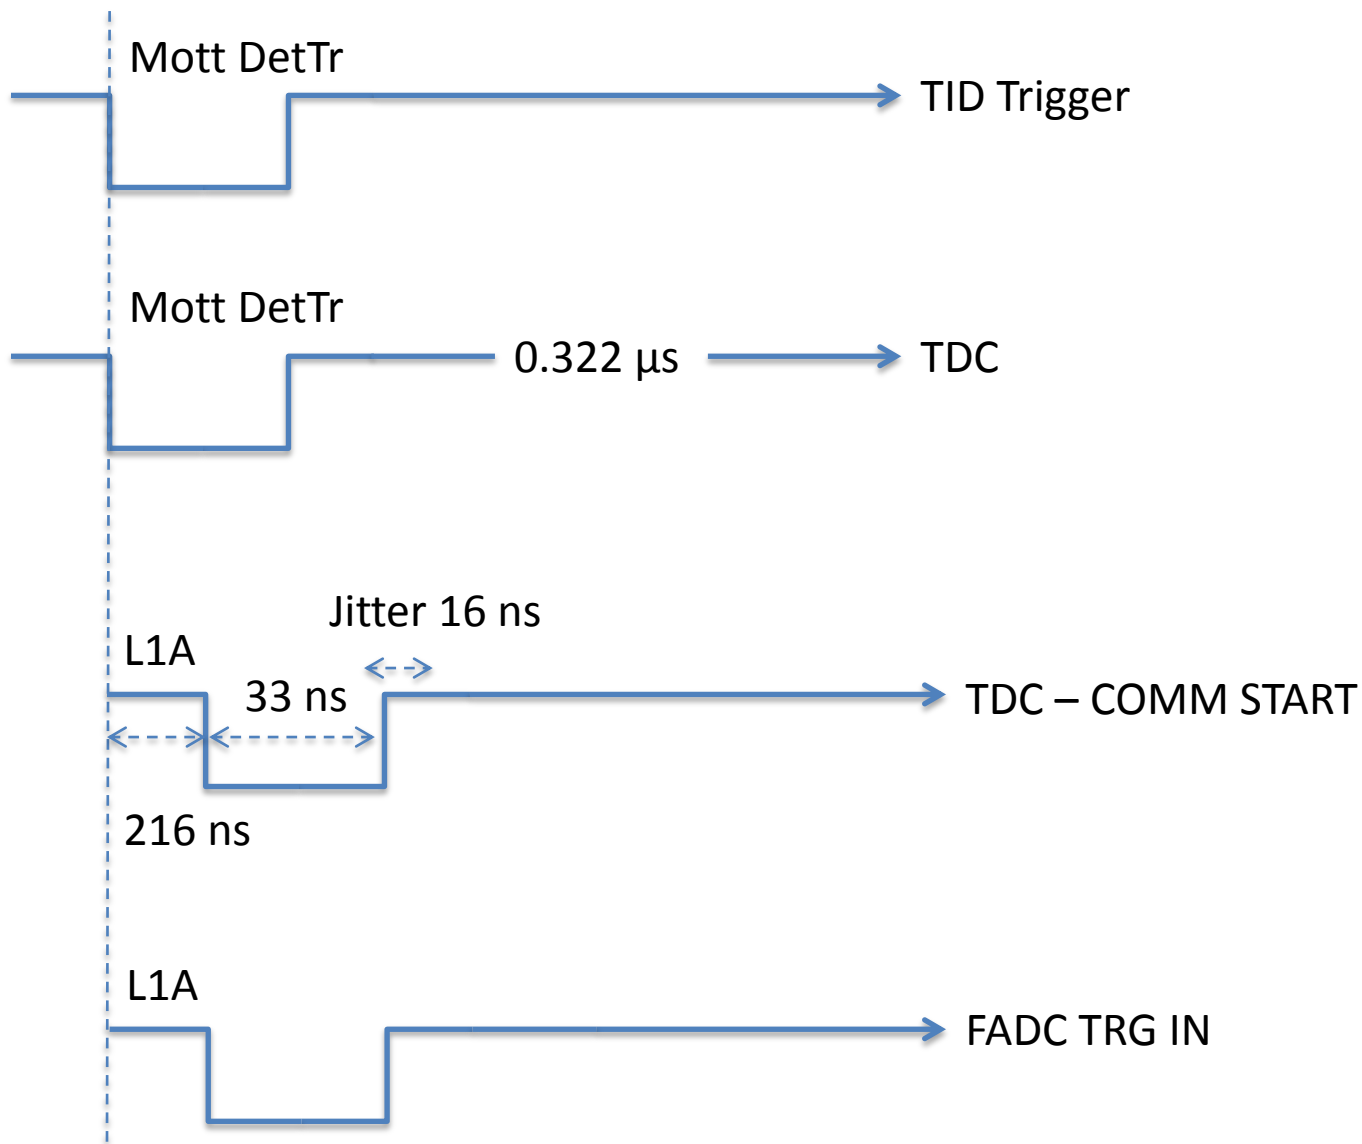 Mott DetTr
TID Trigger
Mott DetTr
0.322 µs
TDC
Jitter 16 ns
L1A
33 ns
TDC – COMM START
216 ns
L1A
FADC TRG IN